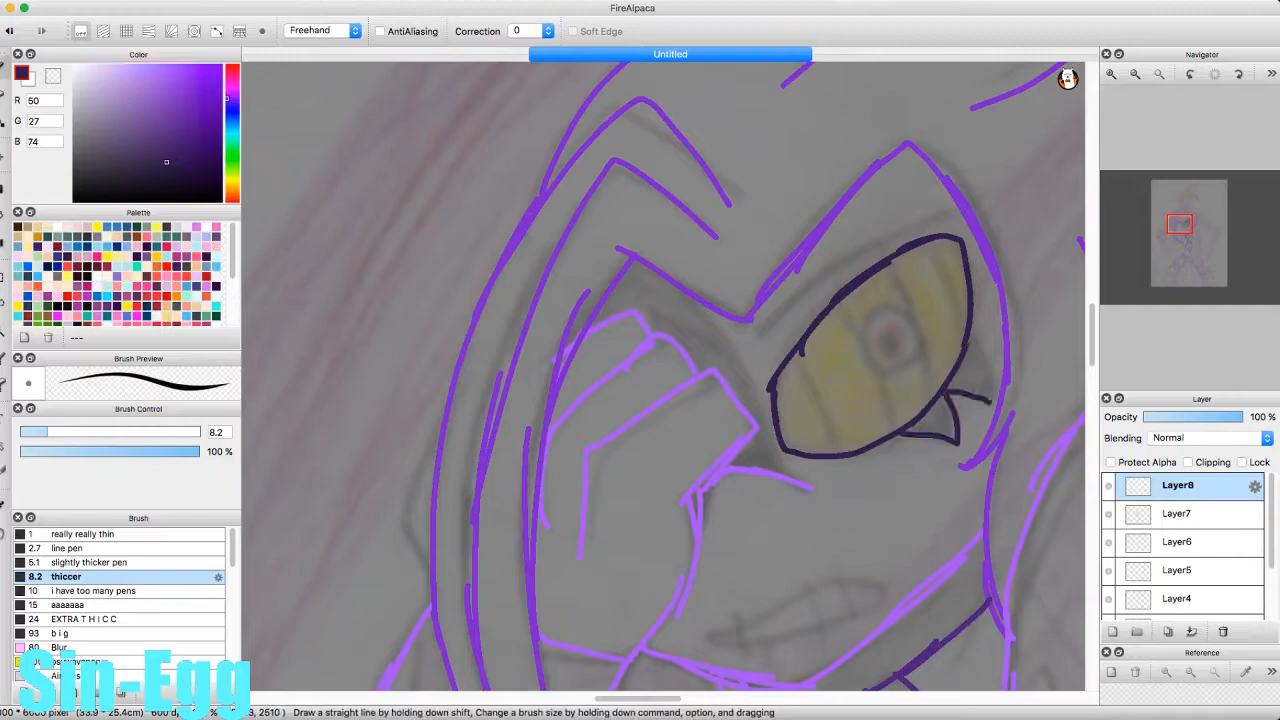 FireAlpaca
Freehand AntiAliasing Correction 0 Soft Edge
Color Untitled Navigator
R 50
G 27
B 74
Palette
---
Brush Preview
Brush Control
8.2
100 %
Layer
Opacity 100 %
Blending Normal
Protect Alpha Clipping Lock
Layer8
Layer7
Layer6
Layer5
Layer4
Brush
1 really really thin
2.7 line pen
5.1 slightly thicker pen
8.2 thiccer
10 i have too many pens
15 aaaaaaa
24 EXTRA T H I C C
93 b i g
80 Blur
Reference
Sin-Egg
2510 ) Draw a straight line by holding down shift, Change a brush size by holding down command, option, and dragging